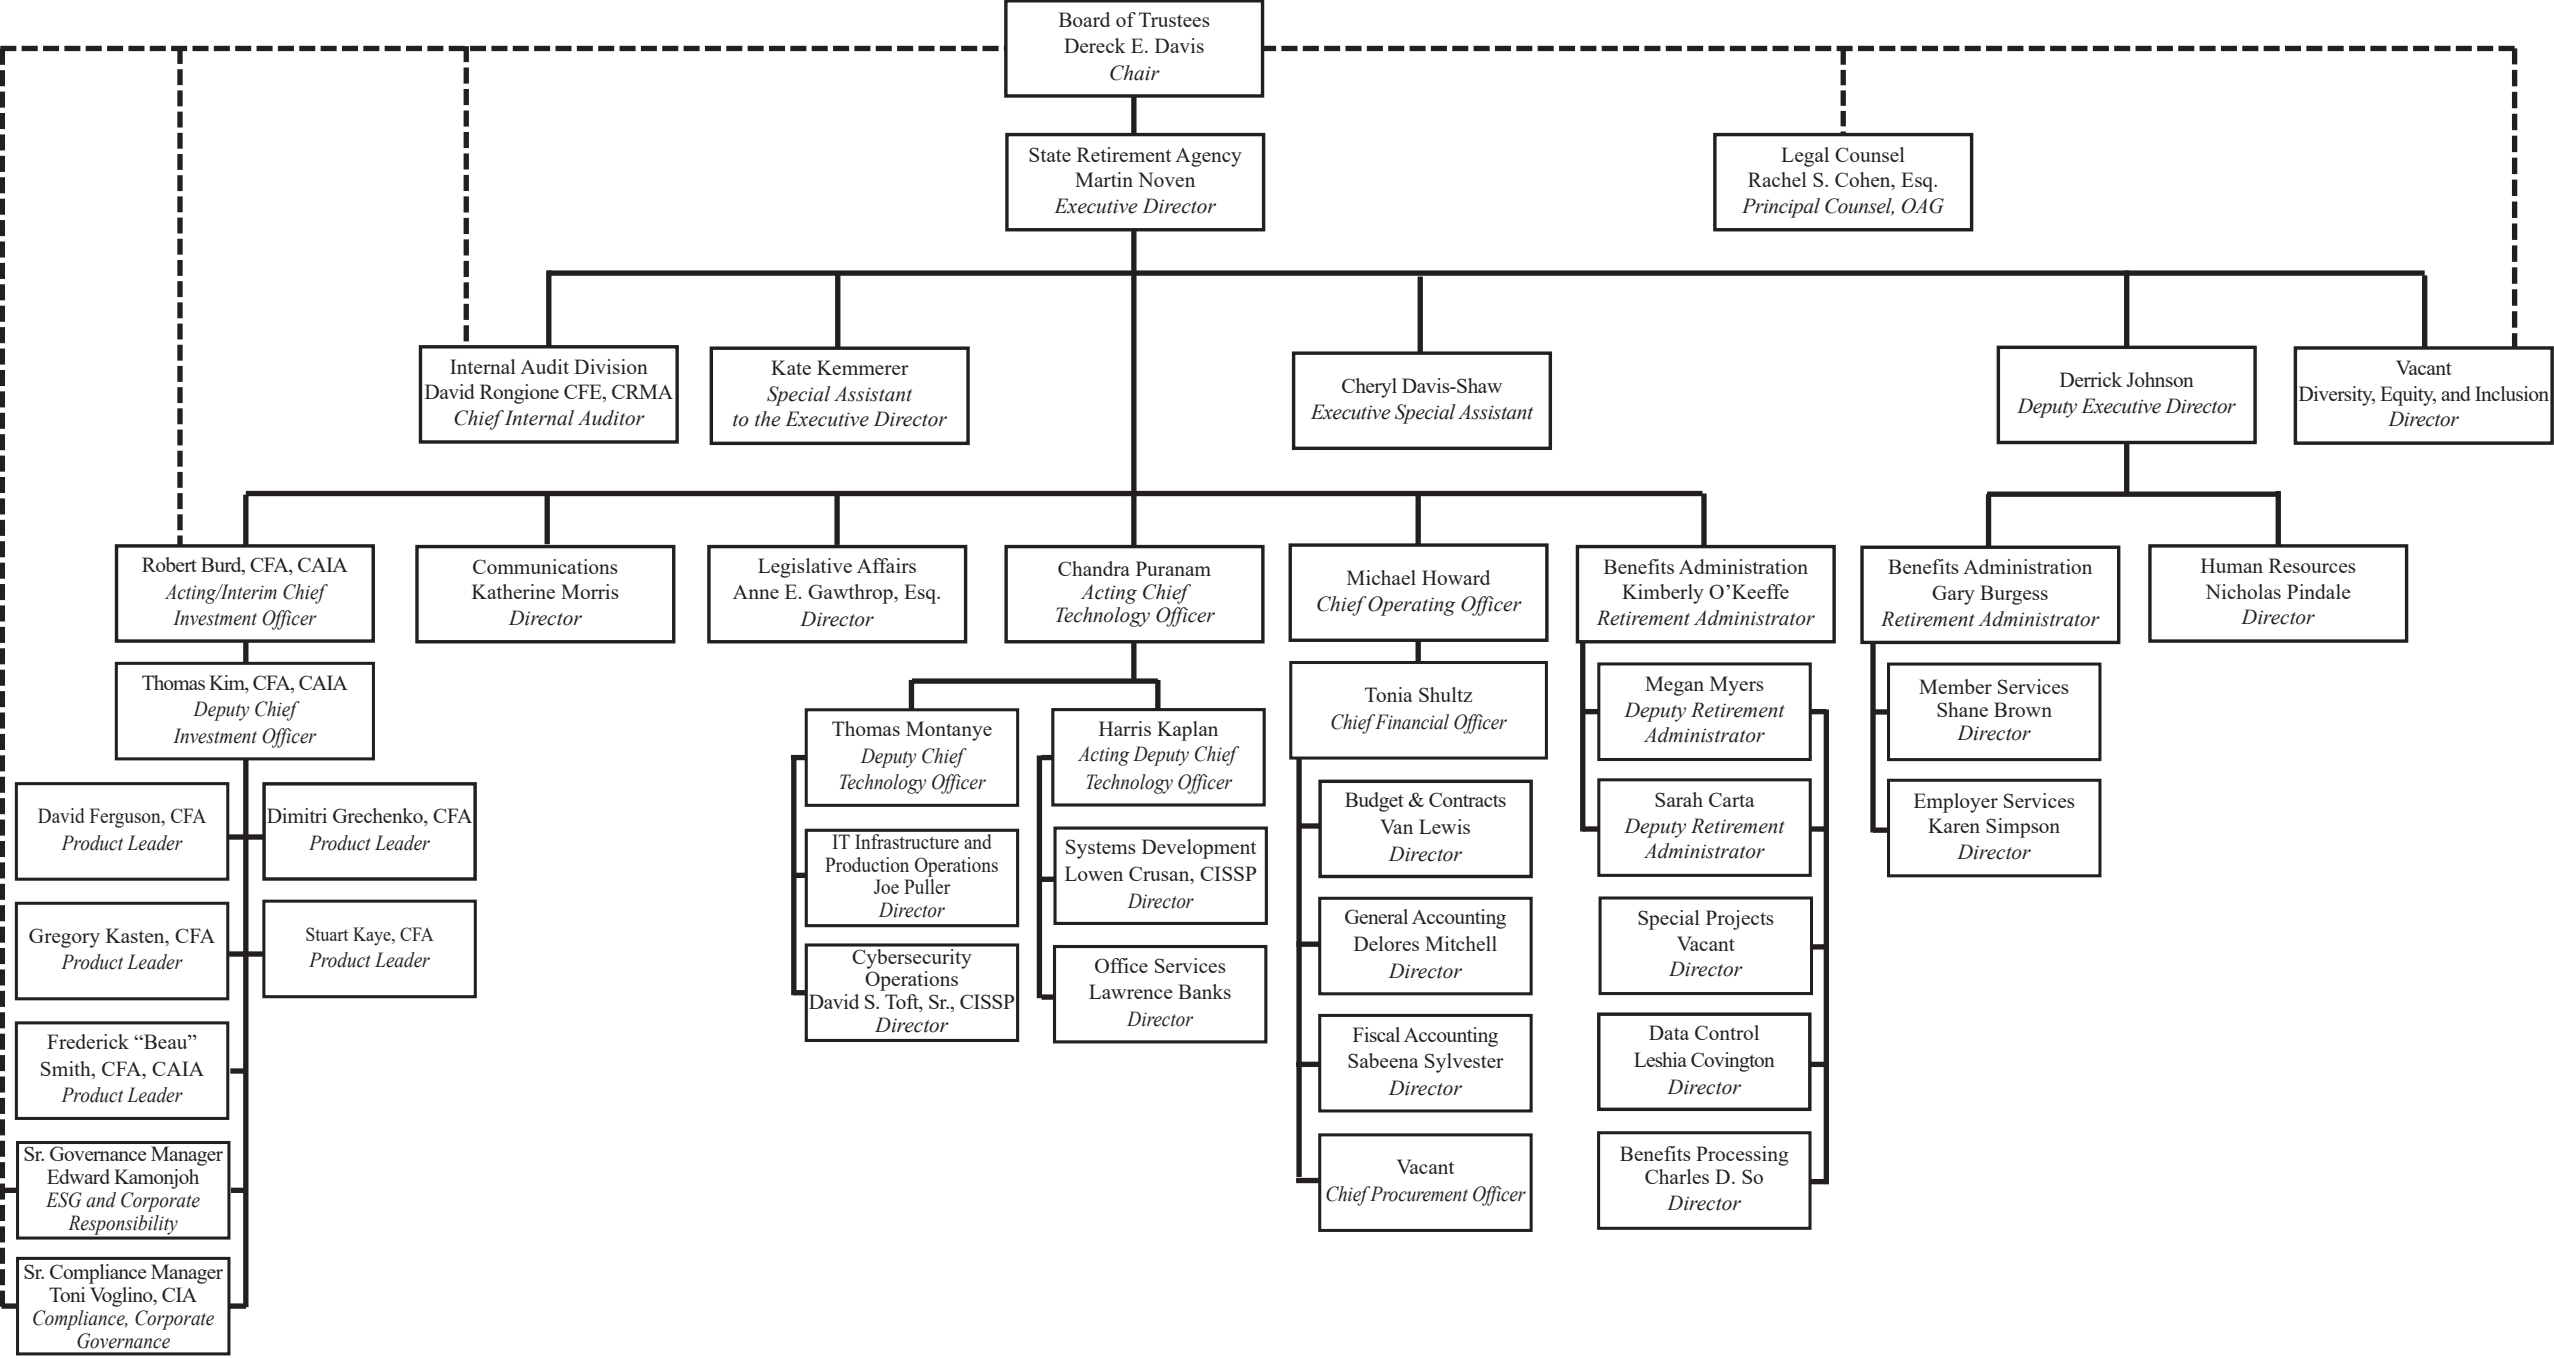 Board of Trustees
Dereck E. Davis
Chair
State Retirement Agency
Martin Noven
Executive Director
Legal Counsel
Rachel S. Cohen, Esq.
Principal Counsel, OAG
Internal Audit Division
David Rongione CFE, CRMA
Chief Internal Auditor
Kate Kemmerer
Special Assistant
to the Executive Director
Cheryl Davis-Shaw
Executive Special Assistant
Derrick Johnson
Deputy Executive Director
Vacant
Diversity, Equity, and Inclusion
Director
Robert Burd, CFA, CAIA
Acting/Interim Chief
Investment Officer
Communications
Katherine Morris
Director
Legislative Affairs
Anne E. Gawthrop, Esq.
Director
Chandra Puranam
Acting Chief
Technology Officer
Michael Howard
Chief Operating Officer
Benefits Administration
Kimberly O’Keeffe
Retirement Administrator
Benefits Administration
Gary Burgess
Retirement Administrator
Human Resources
Nicholas Pindale
Director
Thomas Kim, CFA, CAIA
Deputy Chief
Investment Officer
David Ferguson, CFA
Product Leader
Dimitri Grechenko, CFA
Product Leader
Gregory Kasten, CFA
Product Leader
Stuart Kaye, CFA
Product Leader
Frederick “Beau”
Smith, CFA, CAIA
Product Leader
Sr. Governance Manager
Edward Kamonjoh
ESG and Corporate
Responsibility
Sr. Compliance Manager
Toni Voglino, CIA
Compliance, Corporate
Governance
Thomas Montanye
Deputy Chief
Technology Officer
IT Infrastructure and
Production Operations
Joe Puller
Director
Cybersecurity
Operations
David S. Toft, Sr., CISSP
Director
Harris Kaplan
Acting Deputy Chief
Technology Officer
Systems Development
Lowen Crusan, CISSP
Director
Office Services
Lawrence Banks
Director
Tonia Shultz
Chief Financial Officer
Budget & Contracts
Van Lewis
Director
General Accounting
Delores Mitchell
Director
Fiscal Accounting
Sabeena Sylvester
Director
Vacant
Chief Procurement Officer
Megan Myers
Deputy Retirement
Administrator
Sarah Carta
Deputy Retirement
Administrator
Special Projects
Vacant
Director
Data Control
Leshia Covington
Director
Benefits Processing
Charles D. So
Director
Member Services
Shane Brown
Director
Employer Services
Karen Simpson
Director